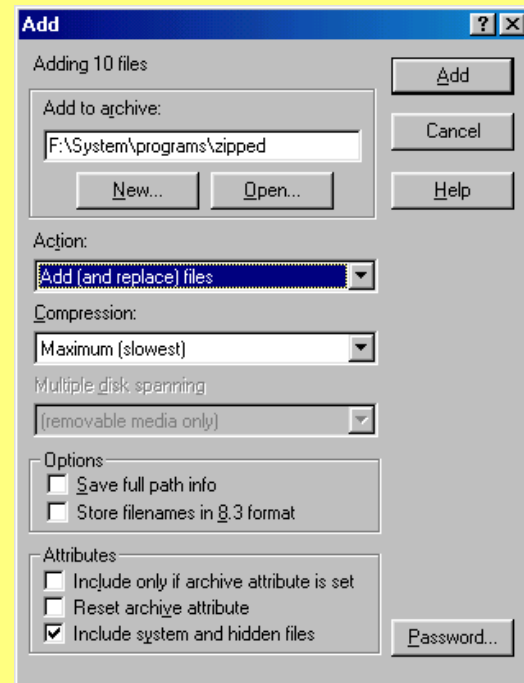 Add
Adding 10 files
Add
Add to archive:
F:\System\programs\zipped
Cancel
New...
Open...
Help
Action:
Add (and replace) files
Compression:
Maximum (slowest)
Multiple disk spanning
(removable media only)
Options
Save full path info
Store filenames in 8.3 format
Attributes
Include only if archive attribute is set
Reset archive attribute
Include system and hidden files
Password...